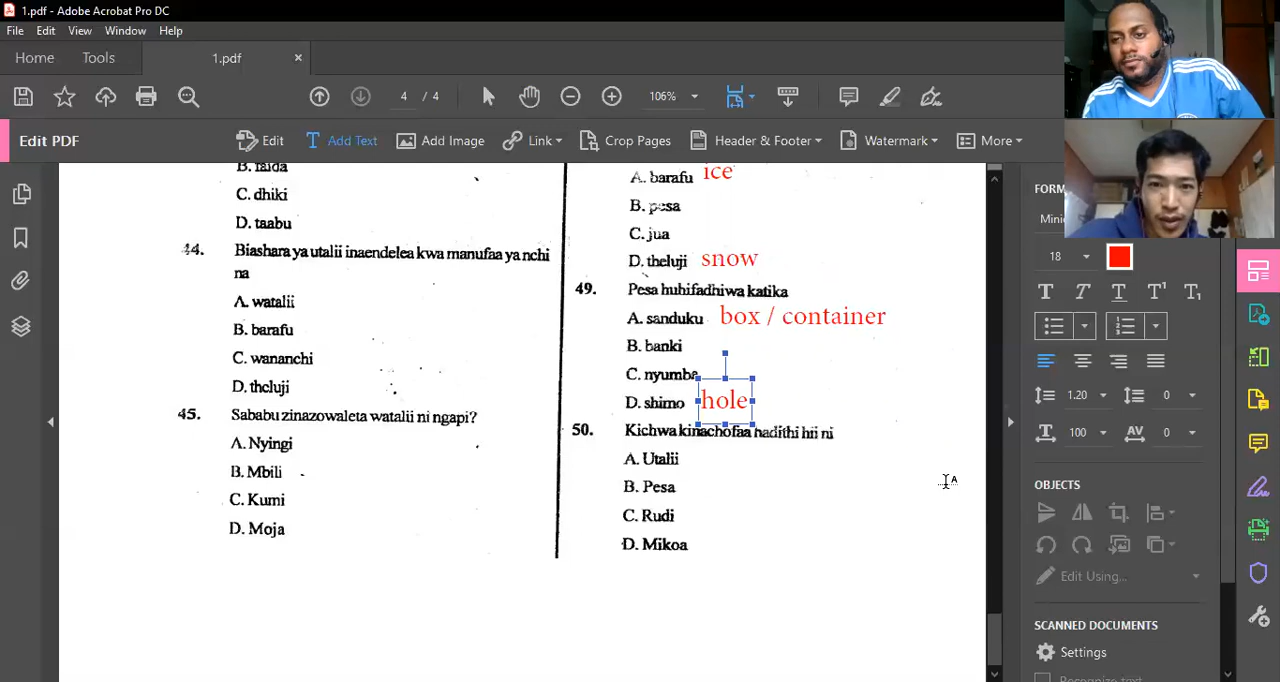 1.pdf - Adobe Acrobat Pro DC
File Edit View Window Help
Home Tools 1.pdf ×
4 / 4 106%
Edit PDF Edit Add Text Add Image Link Crop Pages Header & Footer Watermark More
B. faida
C. dhiki
D. taabu
44. Biashara ya utalii inaendelea kwa manufaa ya nchi
na
A. watalii
B. barafu
C. wananchi
D. theluji
45. Sababu zinazowaleta watalii ni ngapi?
A. Nyingi
B. Mbili
C. Kumi
D. Moja
A. barafu ice
B. pesa
C. jua
D. theluji snow
49. Pesa huhifadhiwa katika
A. sanduku box / container
B. banki
C. nyumba
D. shimo hole
50. Kichwa kinachofaa hadithi hii ni
A. Utalii
B. Pesa
C. Rudi
D. Mikoa
FORM
Mini
18
1.20 0
100 0
OBJECTS
Edit Using...
SCANNED DOCUMENTS
Settings
Recognize text